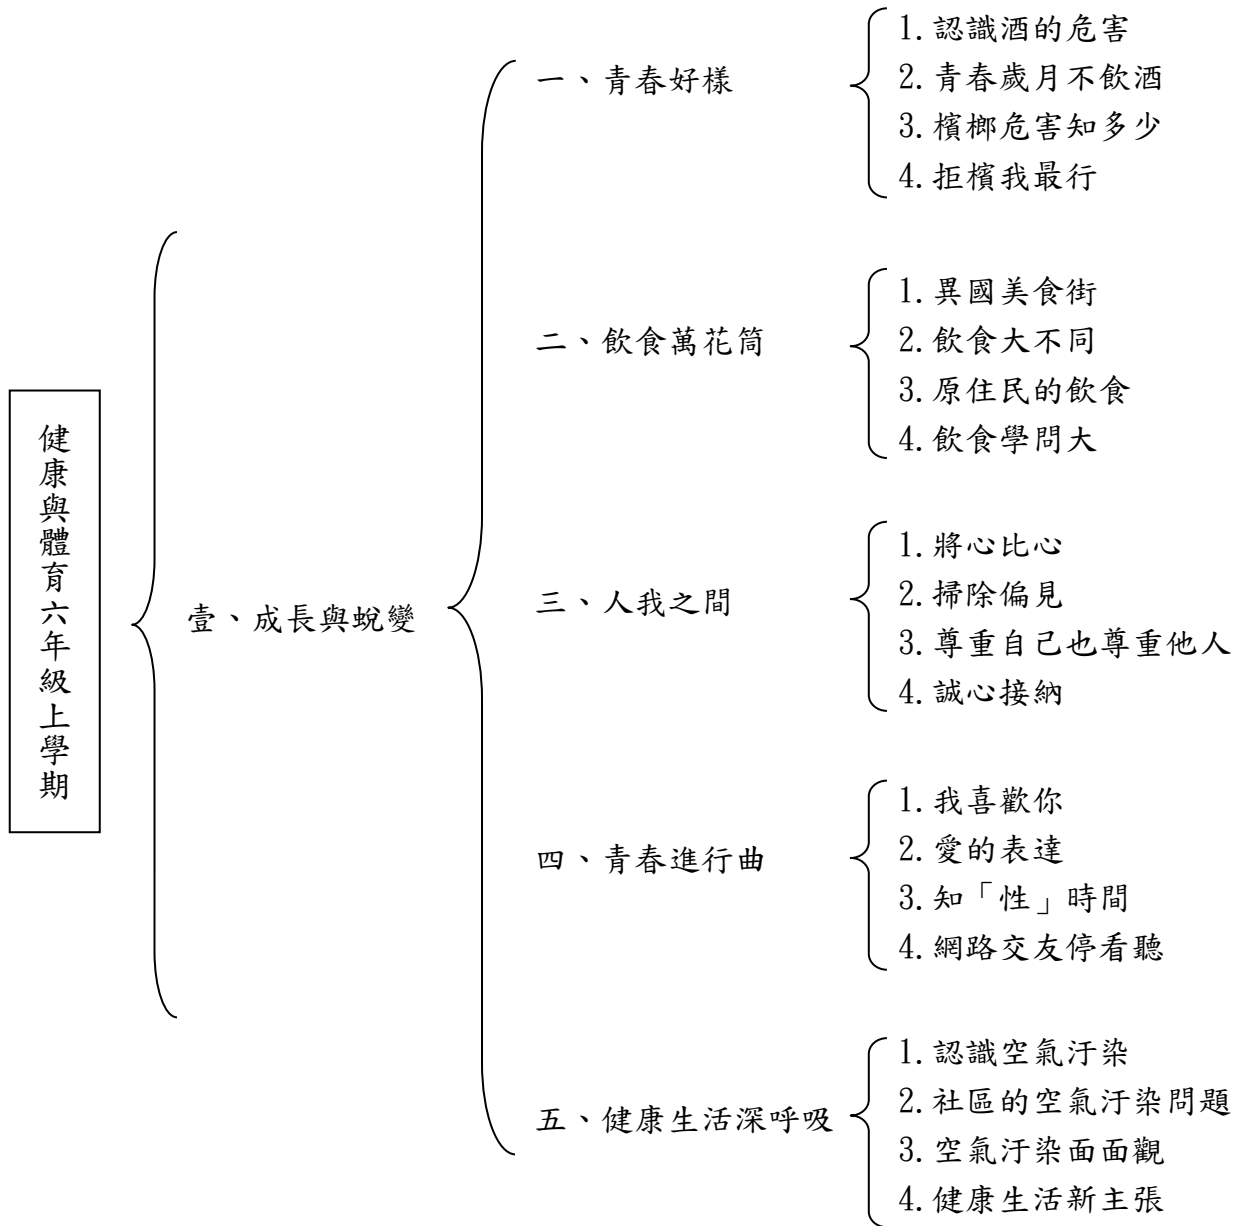 健康與體育六年級上學期
壹、成長與蛻變
一、青春好樣
1.認識酒的危害
2.青春歲月不飲酒
3.檳榔危害知多少
4.拒檳我最行
二、飲食萬花筒
1.異國美食街
2.飲食大不同
3.原住民的飲食
4.飲食學問大
三、人我之間
1.將心比心
2.掃除偏見
3.尊重自己也尊重他人
4.誠心接納
四、青春進行曲
1.我喜歡你
2.愛的表達
3.知「性」時間
4.網路交友停看聽
五、健康生活深呼吸
1.認識空氣汙染
2.社區的空氣汙染問題
3.空氣汙染面面觀
4.健康生活新主張